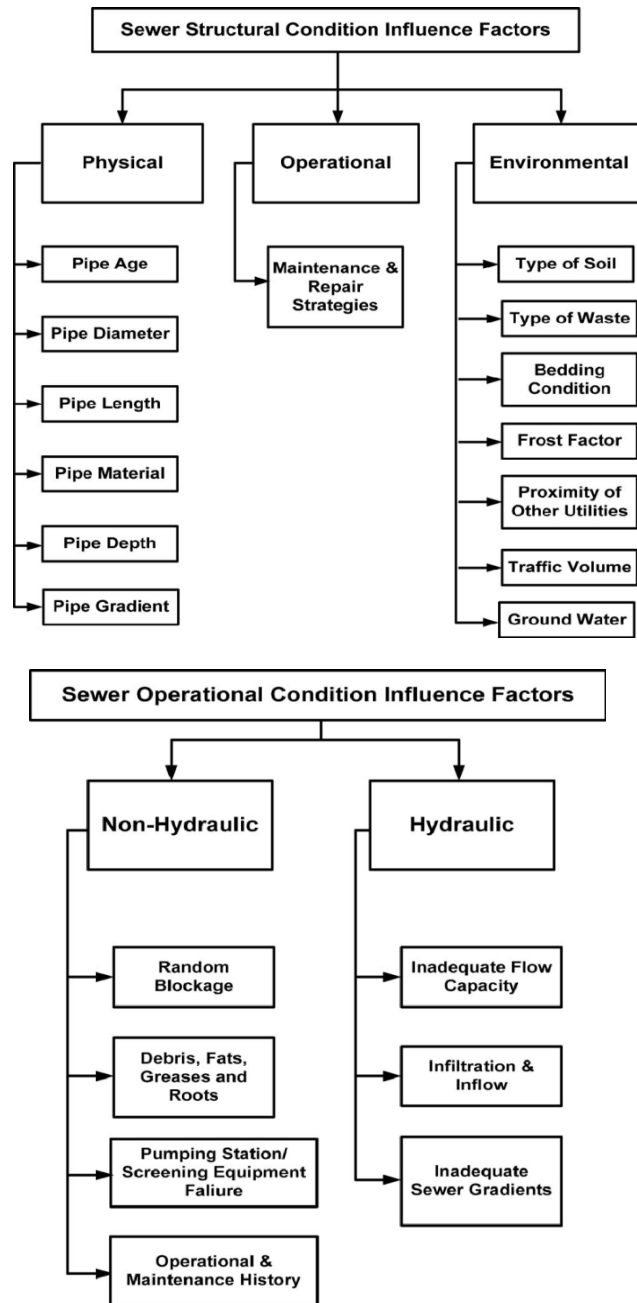 Sewer Structural Condition Influence Factors
Physical
Operational
Environmental
Pipe Age
Pipe Diameter
Pipe Length
Pipe Material
Pipe Depth
Pipe Gradient
Maintenance &
Repair
Strategies
Type of Soil
Type of Waste
Bedding
Condition
Frost Factor
Proximity of
Other Utilities
Traffic Volume
Ground Water
Sewer Operational Condition Influence Factors
Non-Hydraulic
Hydraulic
Random
Blockage
Debris, Fats,
Greases and
Roots
Pumping Station/
Screening Equipment
Faliure
Operational &
Maintenance History
Inadequate Flow
Capacity
Infiltration &
Inflow
Inadequate
Sewer Gradients